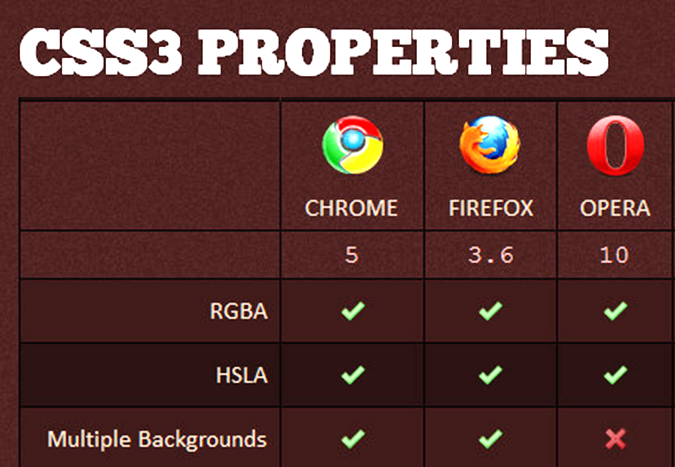 CSS3 PROPERTIES
CHROME FIREFOX OPERA
5 3.6 10
RGBA
HSLA
Multiple Backgrounds